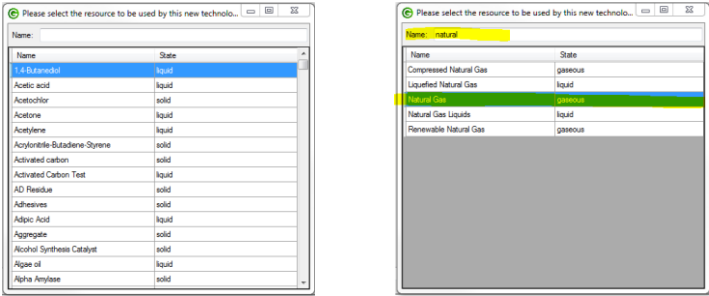 Please select the resource to be used by this new technolo...
Name:
Name State
1,4-Butanediol liquid
Acetic acid liquid
Acetochlor solid
Acetone liquid
Acetylene liquid
Acrylonitrile-Butadiene-Styrene solid
Activated carbon solid
Activated Carbon Test liquid
AD Residue solid
Adhesives solid
Adipic Acid liquid
Aggregate solid
Alcohol Synthesis Catalyst solid
Algae oil liquid
Alpha Amylase solid
Please select the resource to be used by this new technolo...
Name: natural
Name State
Compressed Natural Gas gaseous
Liquefied Natural Gas liquid
Natural Gas gaseous
Natural Gas Liquids liquid
Renewable Natural Gas gaseous